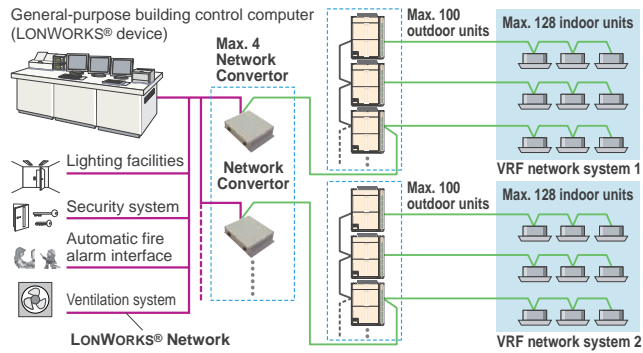 General-purpose building control computer
(LONWORKS® device)
Max. 4
Network
Convertor
Max. 100
outdoor units
Max. 128 indoor units
VRF network system 1
Lighting facilities
Security system
Automatic fire
alarm interface
Ventilation system
LONWORKS® Network
Network
Convertor
Max. 100
outdoor units
Max. 128 indoor units
VRF network system 2